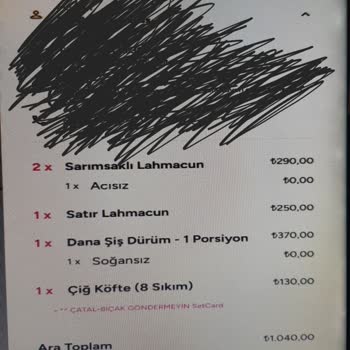 2 x Sarımsaklı Lahmacun ₺290,00
1 x Acısız ₺0,00
1 x Satır Lahmacun ₺250,00
1 x Dana Şiş Dürüm - 1 Porsiyon ₺370,00
1 x Soğansız ₺0,00
1 x Çiğ Köfte (8 Sıkım) ₺130,00
- ** ÇATAL-BIÇAK GÖNDERMEYİN SetCard
Ara Toplam ₺1.040,00